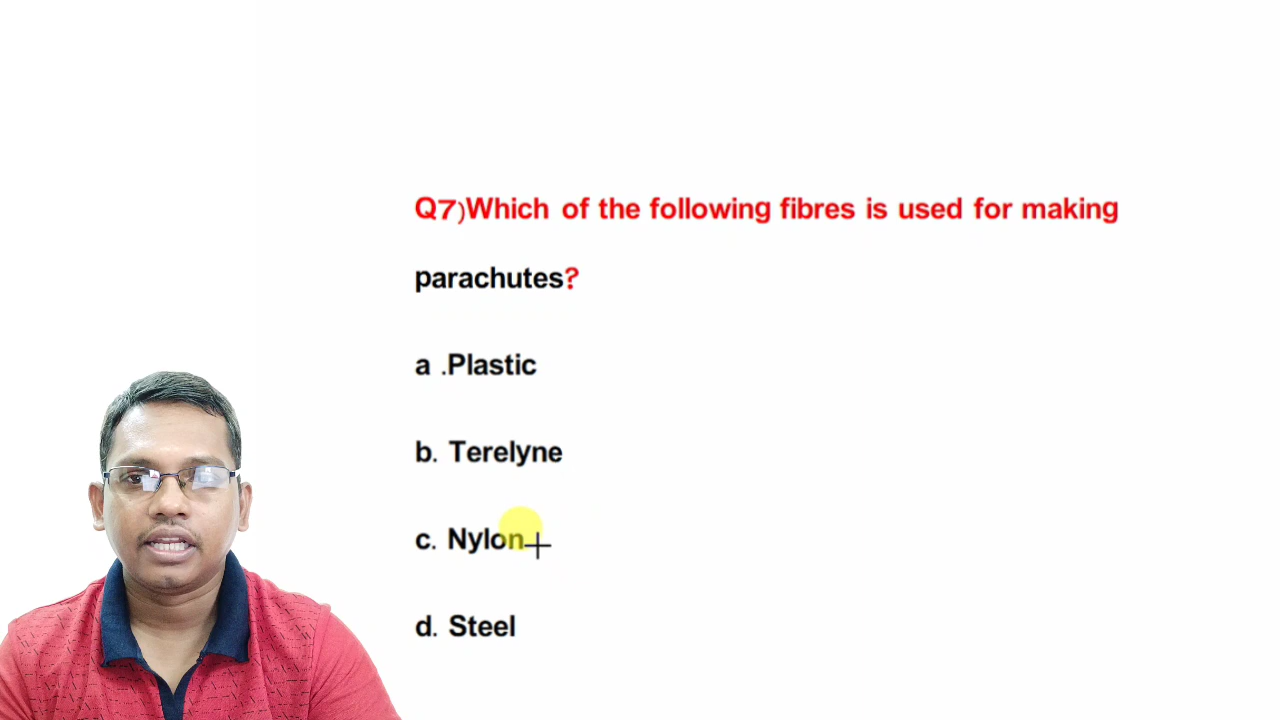 Q7)Which of the following fibres is used for making
parachutes?
a .Plastic
b. Terelyne
c. Nylon
d. Steel